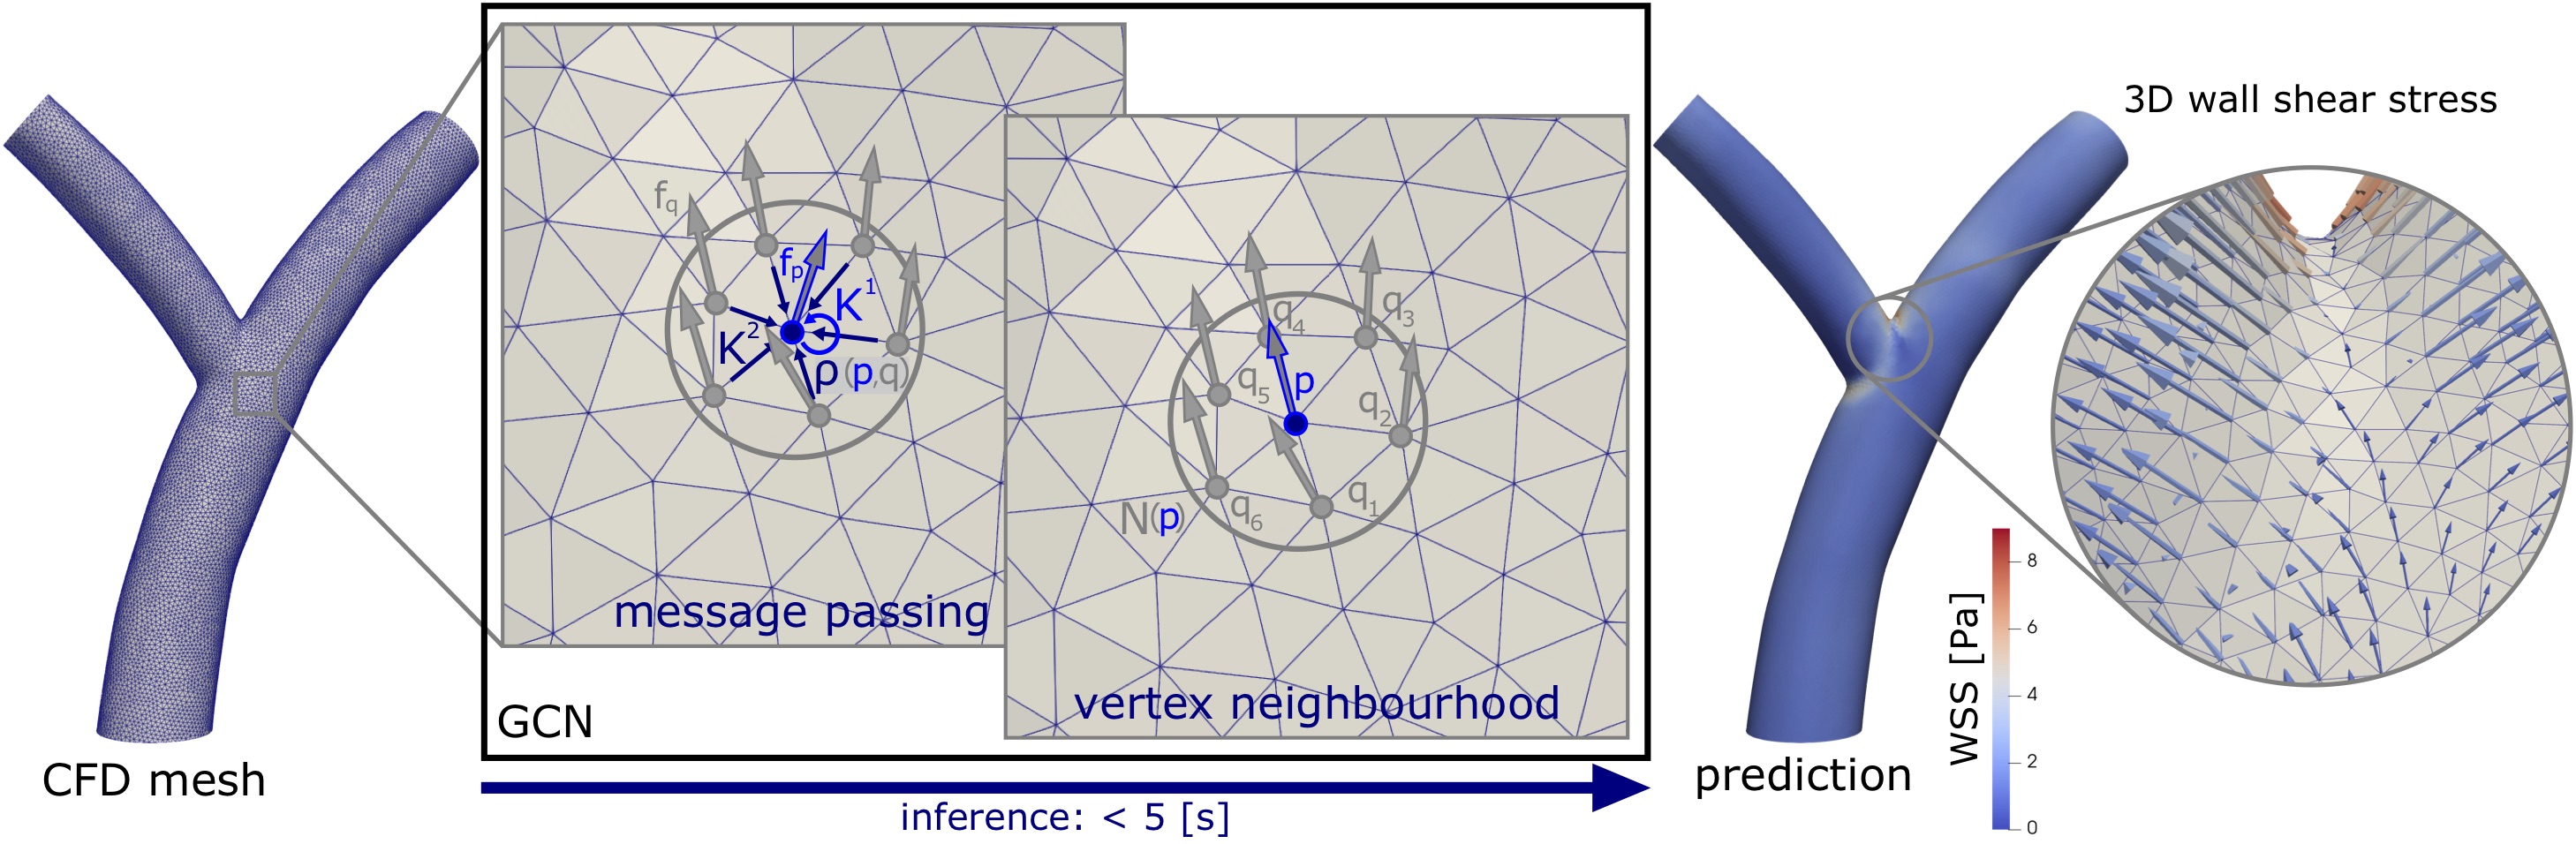 CFD mesh
GCN
f_q
f_p
K^1
K^2
ρ(p,q)
message passing
q_4
q_3
q_5
p
q_2
q_1
q_6
N(p)
vertex neighbourhood
inference: < 5 [s]
prediction
3D wall shear stress
WSS [Pa]
8
6
4
2
0